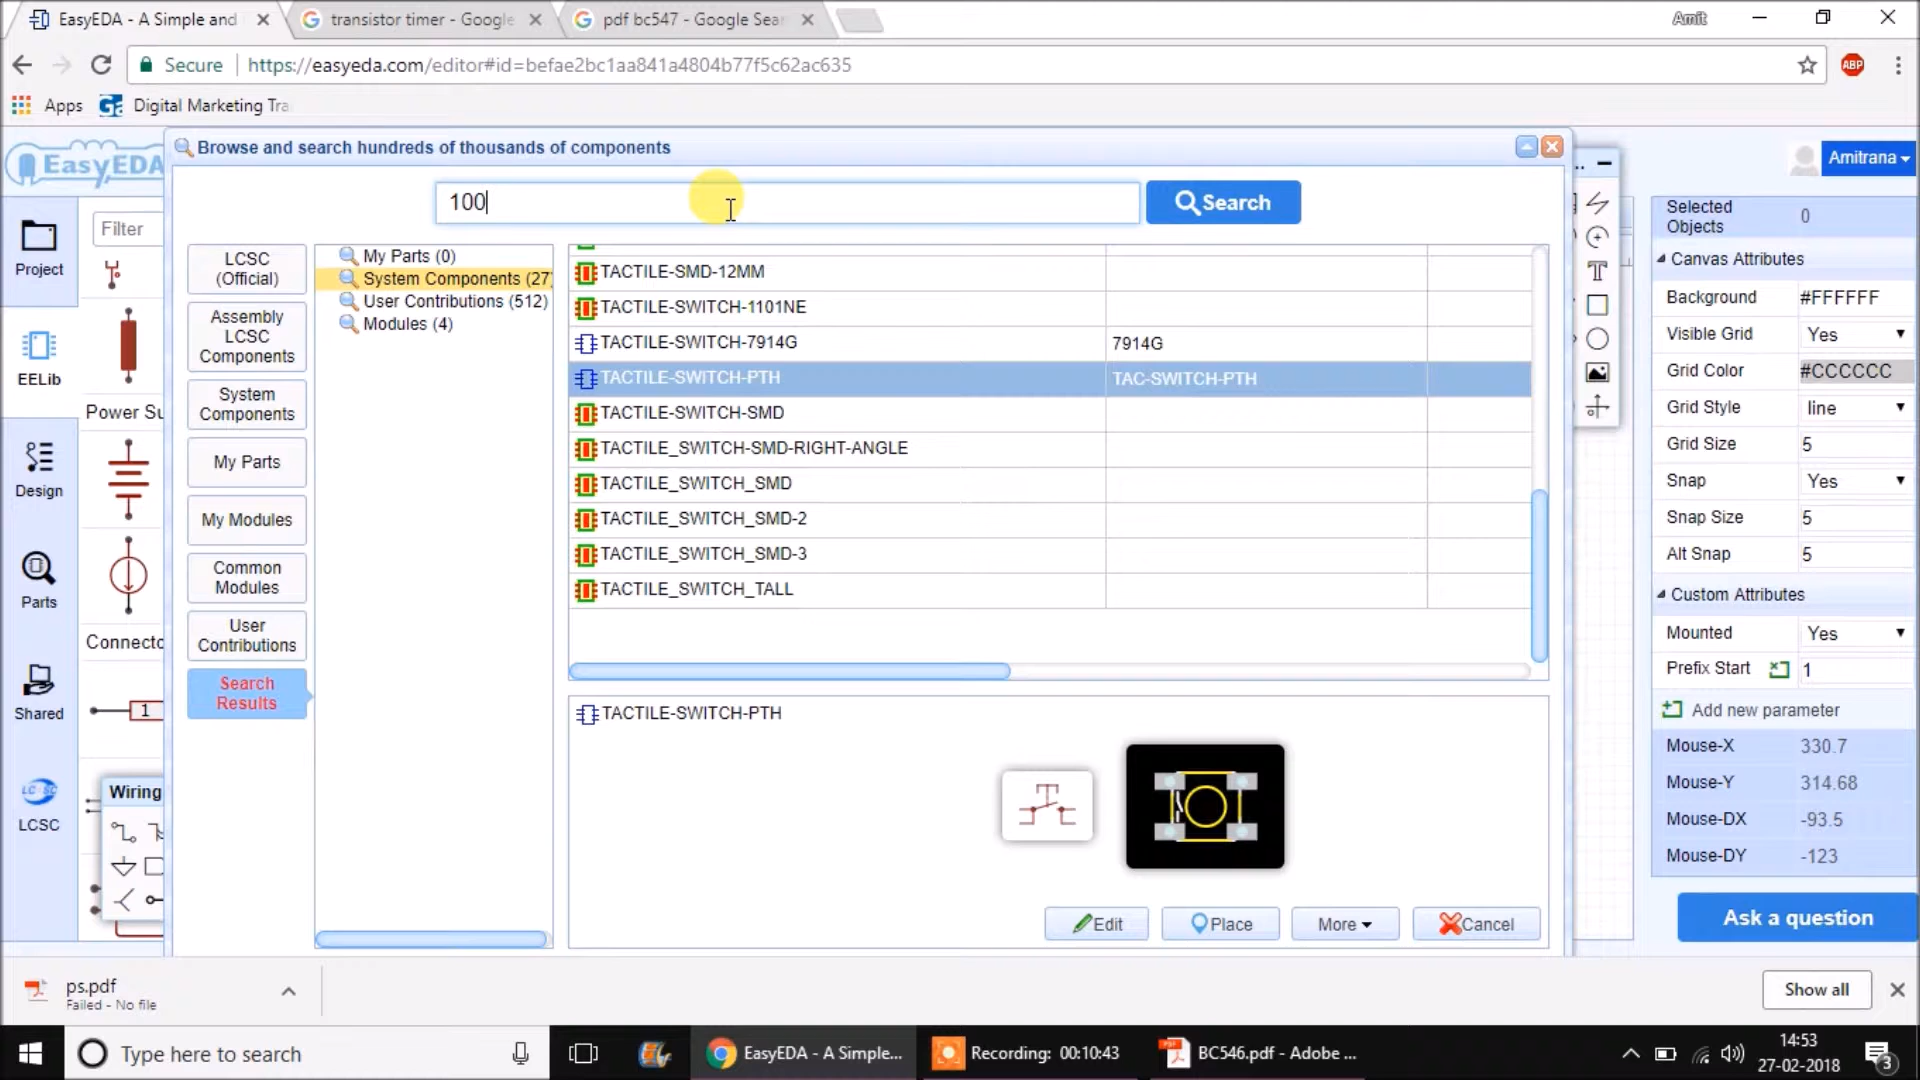 EasyEDA - A Simple and
transistor timer - Google
pdf bc547 - Google Sear
Amit
Secure
https://easyeda.com/editor#id=befae2bc1aa841a4804b77f5c62ac635
ABP
Apps
Digital Marketing Tra
EasyEDA
Browse and search hundreds of thousands of components
Amitrana
100
Search
Filter
Project
EELib
Design
Parts
Shared
LCSC
Power Su
Connecto
1
Wiring
LCSC
(Official)
Assembly
LCSC
Components
System
Components
My Parts
My Modules
Common
Modules
User
Contributions
Search
Results
My Parts (0)
System Components (27
User Contributions (512)
Modules (4)
TACTILE-SMD-12MM
TACTILE-SWITCH-1101NE
TACTILE-SWITCH-7914G 7914G
TACTILE-SWITCH-PTH TAC-SWITCH-PTH
TACTILE-SWITCH-SMD
TACTILE_SWITCH-SMD-RIGHT-ANGLE
TACTILE_SWITCH_SMD
TACTILE_SWITCH_SMD-2
TACTILE_SWITCH_SMD-3
TACTILE_SWITCH_TALL
TACTILE-SWITCH-PTH
Edit
Place
More
Cancel
Selected
Objects 0
Canvas Attributes
Background #FFFFFF
Visible Grid Yes
Grid Color #CCCCCC
Grid Style line
Grid Size 5
Snap Yes
Snap Size 5
Alt Snap 5
Custom Attributes
Mounted Yes
Prefix Start 1
Add new parameter
Mouse-X 330.7
Mouse-Y 314.68
Mouse-DX -93.5
Mouse-DY -123
Ask a question
ps.pdf
Failed - No file
Show all
Type here to search
EasyEDA - A Simple...
Recording: 00:10:43
BC546.pdf - Adobe ...
14:53
27-02-2018
3